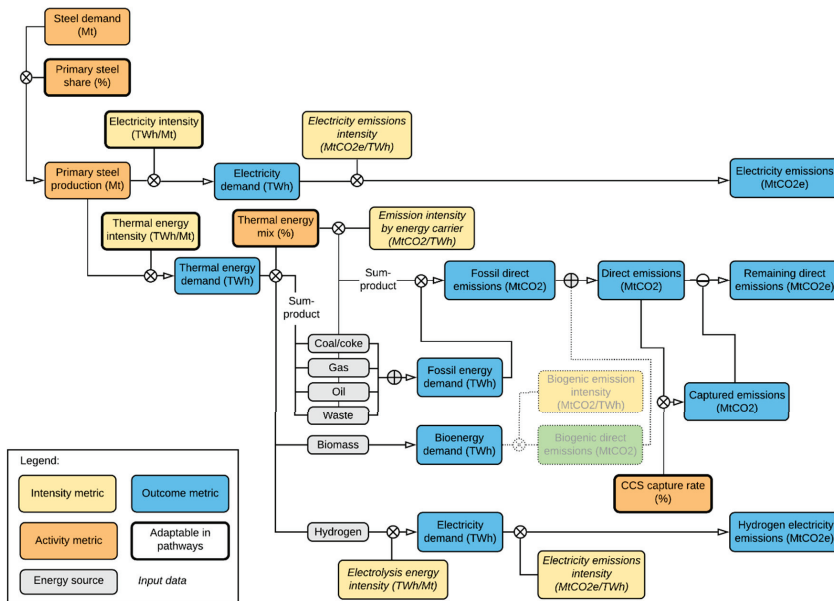 Steel demand
(Mt)
Primary steel
share (%)
Electricity intensity
(TWh/Mt)
Electricity emissions
intensity
(MtCO2e/TWh)
Primary steel
production (Mt)
Electricity
demand (TWh)
Electricity emissions
(MtCO2e)
Thermal energy
intensity (TWh/Mt)
Thermal energy
mix (%)
Emission intensity
by energy carrier
(MtCO2/TWh)
Thermal energy
demand (TWh)
Sum-
product
Sum-
product
Fossil direct
emissions (MtCO2)
Direct emissions
(MtCO2)
Remaining direct
emissions (MtCO2e)
Coal/coke
Gas
Oil
Waste
Fossil energy
demand (TWh)
Biogenic emission
intensity
(MtCO2/TWh)
Captured emissions
(MtCO2)
Biomass
Bioenergy
demand (TWh)
Biogenic direct
emissions (MtCO2)
CCS capture rate
(%)
Hydrogen
Electricity
demand (TWh)
Hydrogen electricity
emissions (MtCO2e)
Electrolysis energy
intensity (TWh/Mt)
Electricity emissions
intensity
(MtCO2e/TWh)
Legend:
Intensity metric
Outcome metric
Activity metric
Adaptable in
pathways
Energy source
Input data